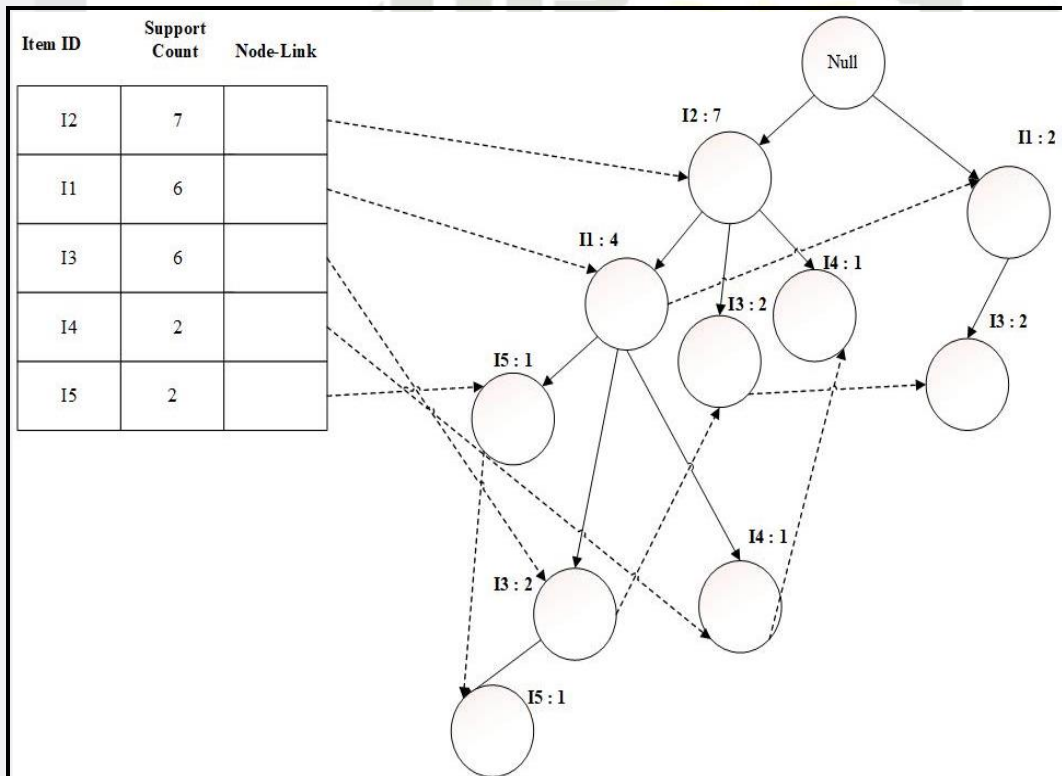 Item ID Support Count Node-Link
I2 7
I1 6
I3 6
I4 2
I5 2
Null
I2 : 7
I1 : 2
I1 : 4
I4 : 1
I3 : 2
I3 : 2
I5 : 1
I4 : 1
I3 : 2
I5 : 1